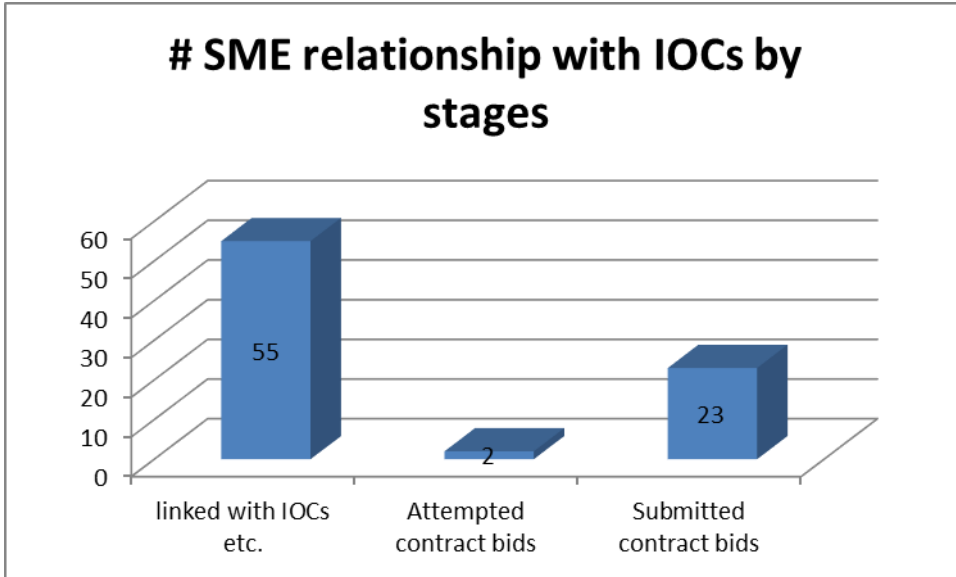 # SME relationship with IOCs by
stages
60
50
40
30
20
10
0
55
2
23
linked with IOCs
etc.
Attempted
contract bids
Submitted
contract bids